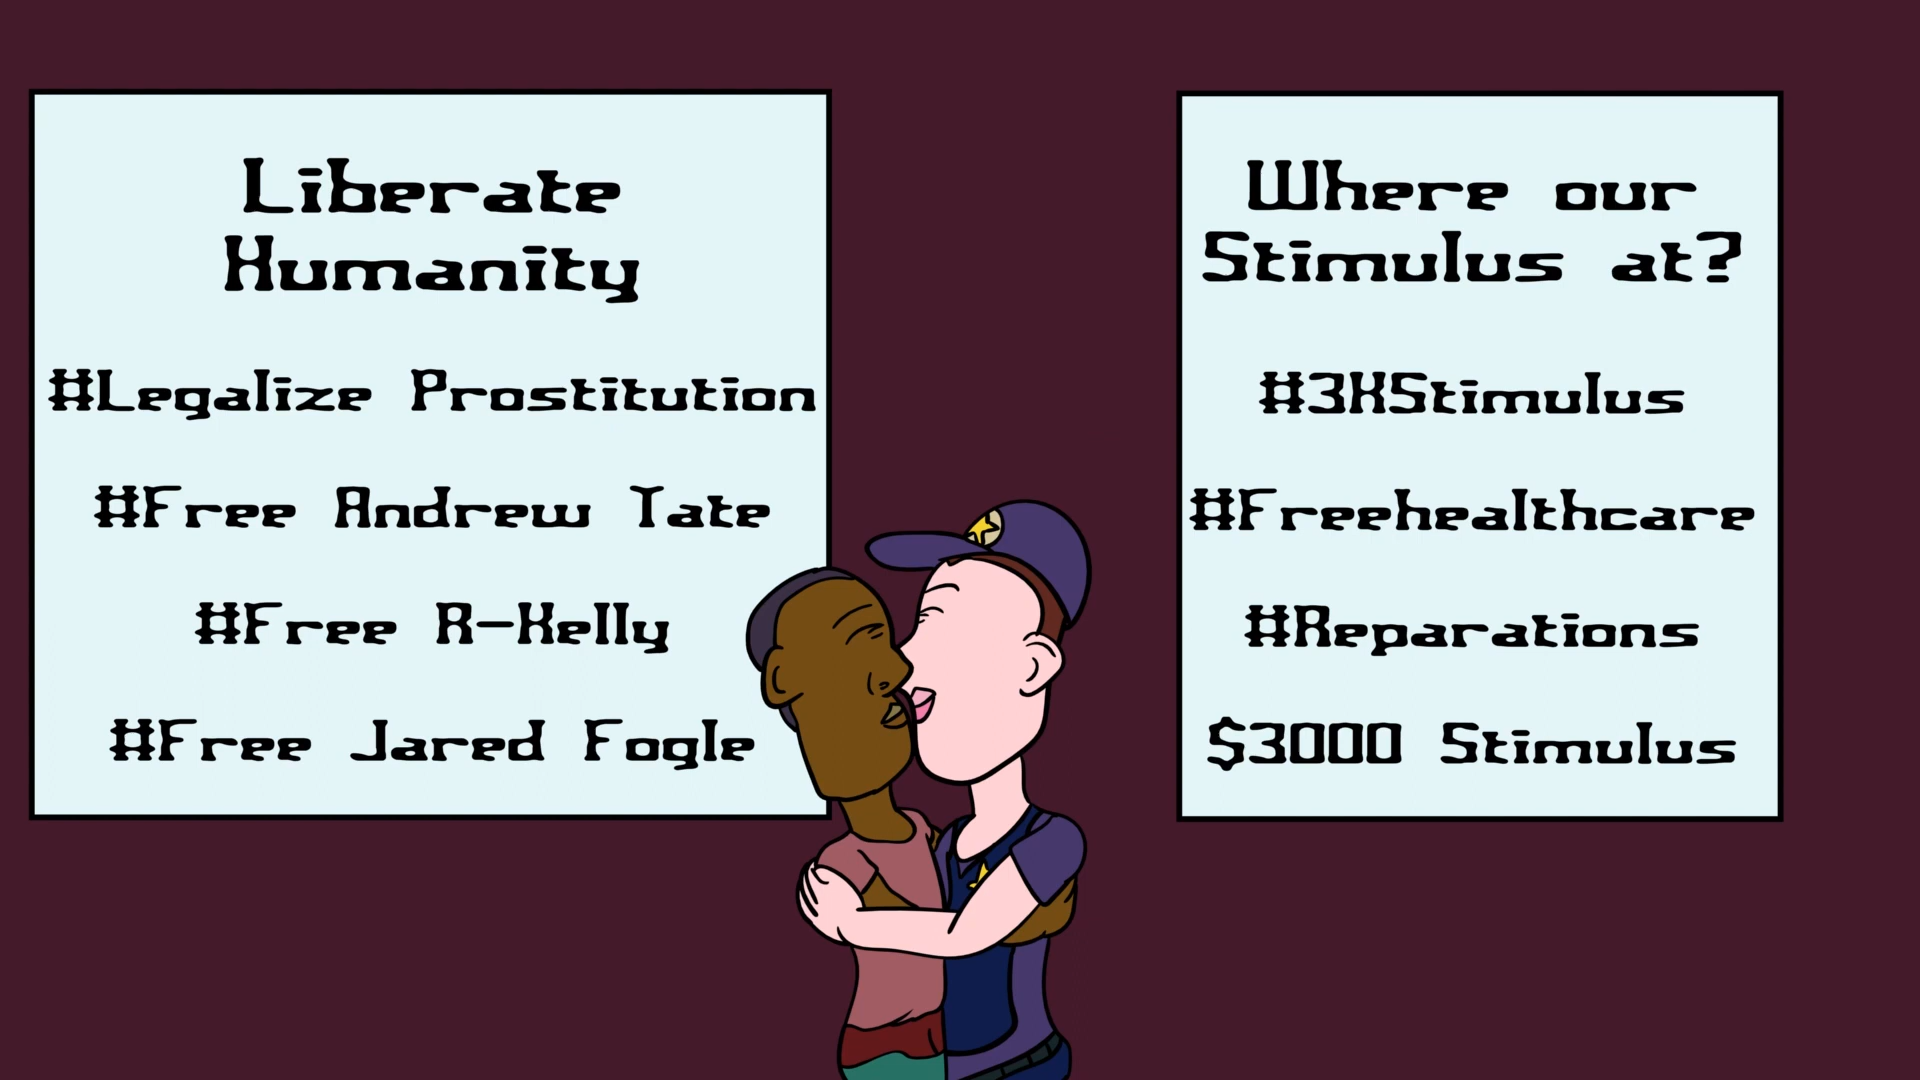 Liberate
Humanity
#Legalize Prostitution
#Free Andrew Tate
#Free R-Kelly
#Free Jared Fogle
Where our
Stimulus at?
#3KStimulus
#Freehealthcare
#Reparations
$3000 Stimulus